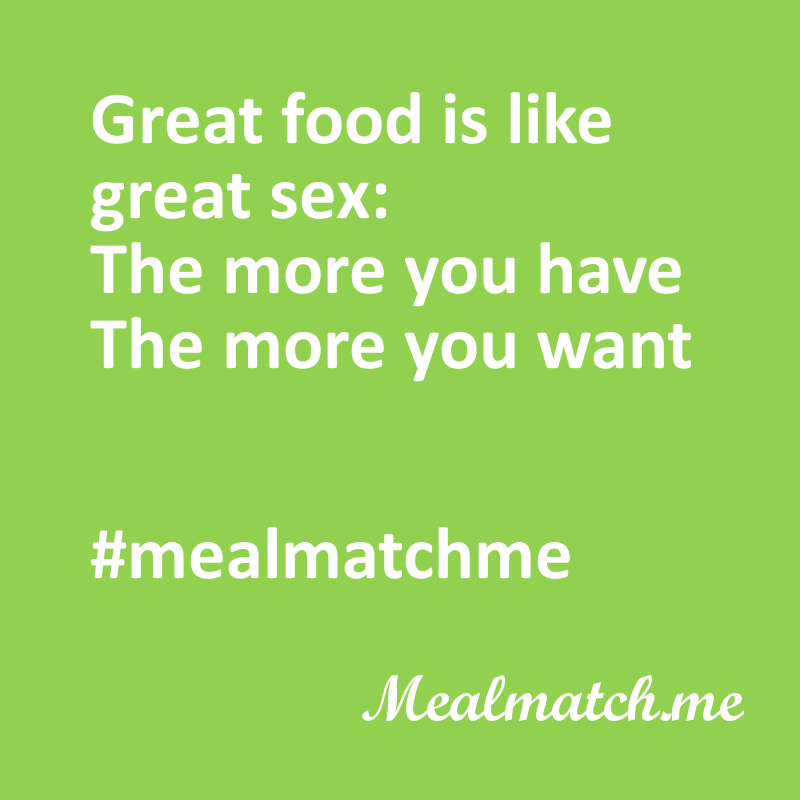 Great food is like
great sex:
The more you have
The more you want
#mealmatchme
Mealmatch.me